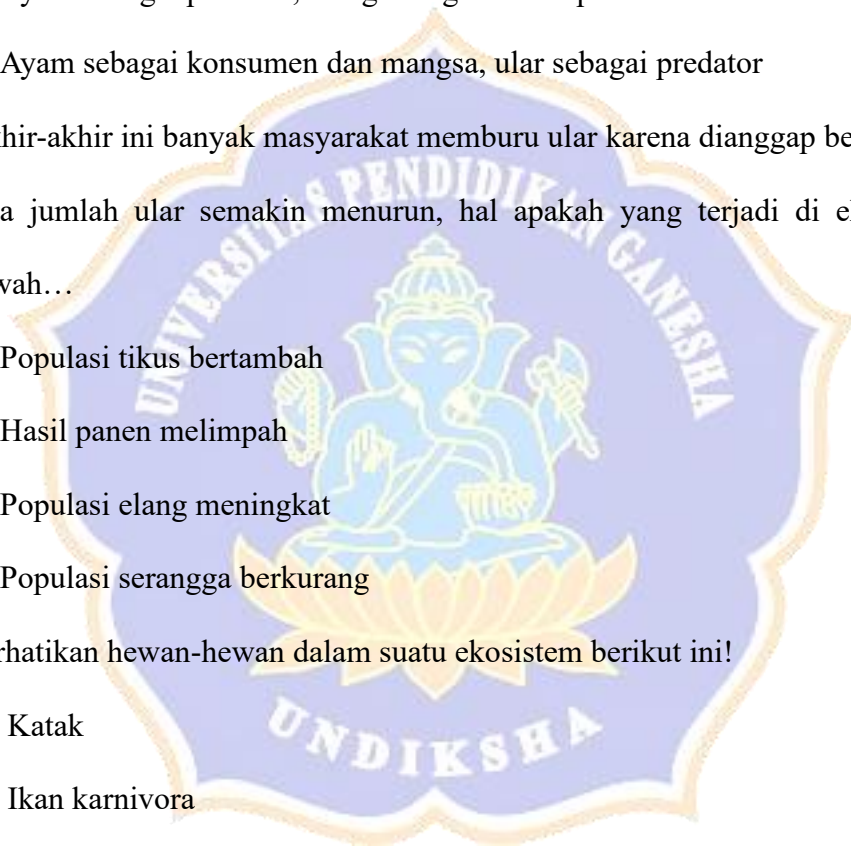 Ayam sebagai konsumen dan mangsa, ular sebagai predator
hir-akhir ini banyak masyarakat memburu ular karena dianggap be
a jumlah ular semakin menurun, hal apakah yang terjadi di e
wah…
Populasi tikus bertambah
Hasil panen melimpah
Populasi elang meningkat
Populasi serangga berkurang
rhatikan hewan-hewan dalam suatu ekosistem berikut ini!
Katak
Ikan karnivora
UNIVERSITAS PENDIDIKAN GANESHA
UNDIKSHA